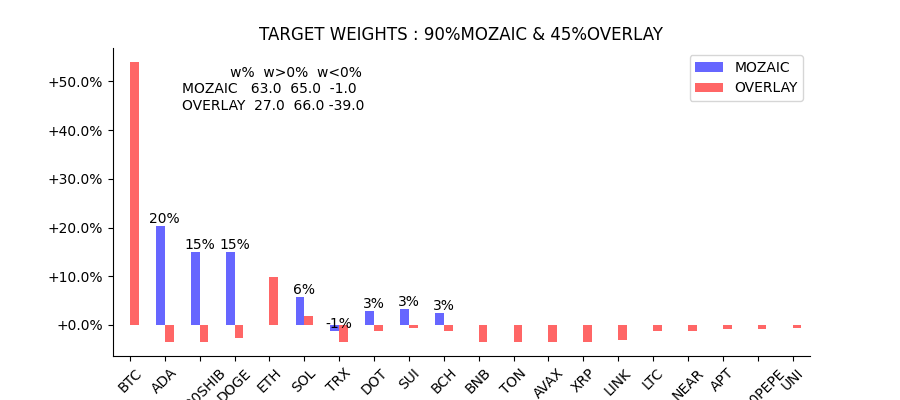 TARGET WEIGHTS : 90%MOZAIC & 45%OVERLAY
w% w>0% w<0%
MOZAIC 63.0 65.0 -1.0
OVERLAY 27.0 66.0 -39.0
MOZAIC
OVERLAY
+50.0%
+40.0%
+30.0%
+20.0%
+10.0%
+0.0%
20%
15% 15%
6%
-1%
3%
3%
3%
BTC ADA 0SHIB DOGE ETH SOL TRX DOT SUI BCH BNB TON AVAX XRP LINK LTC NEAR APT 0PEPE UNI